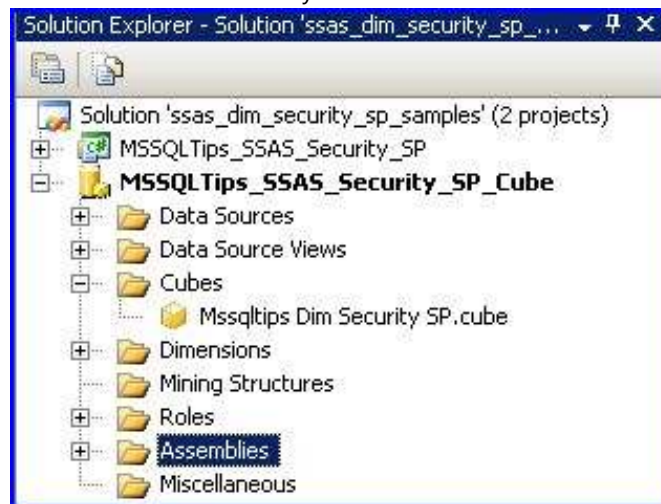 Solution Explorer - Solution 'ssas_dim_security_sp_...
Solution 'ssas_dim_security_sp_samples' (2 projects)
MSSQLTips_SSAS_Security_SP
MSSQLTips_SSAS_Security_SP_Cube
Data Sources
Data Source Views
Cubes
Mssqltips Dim Security SP.cube
Dimensions
Mining Structures
Roles
Assemblies
Miscellaneous